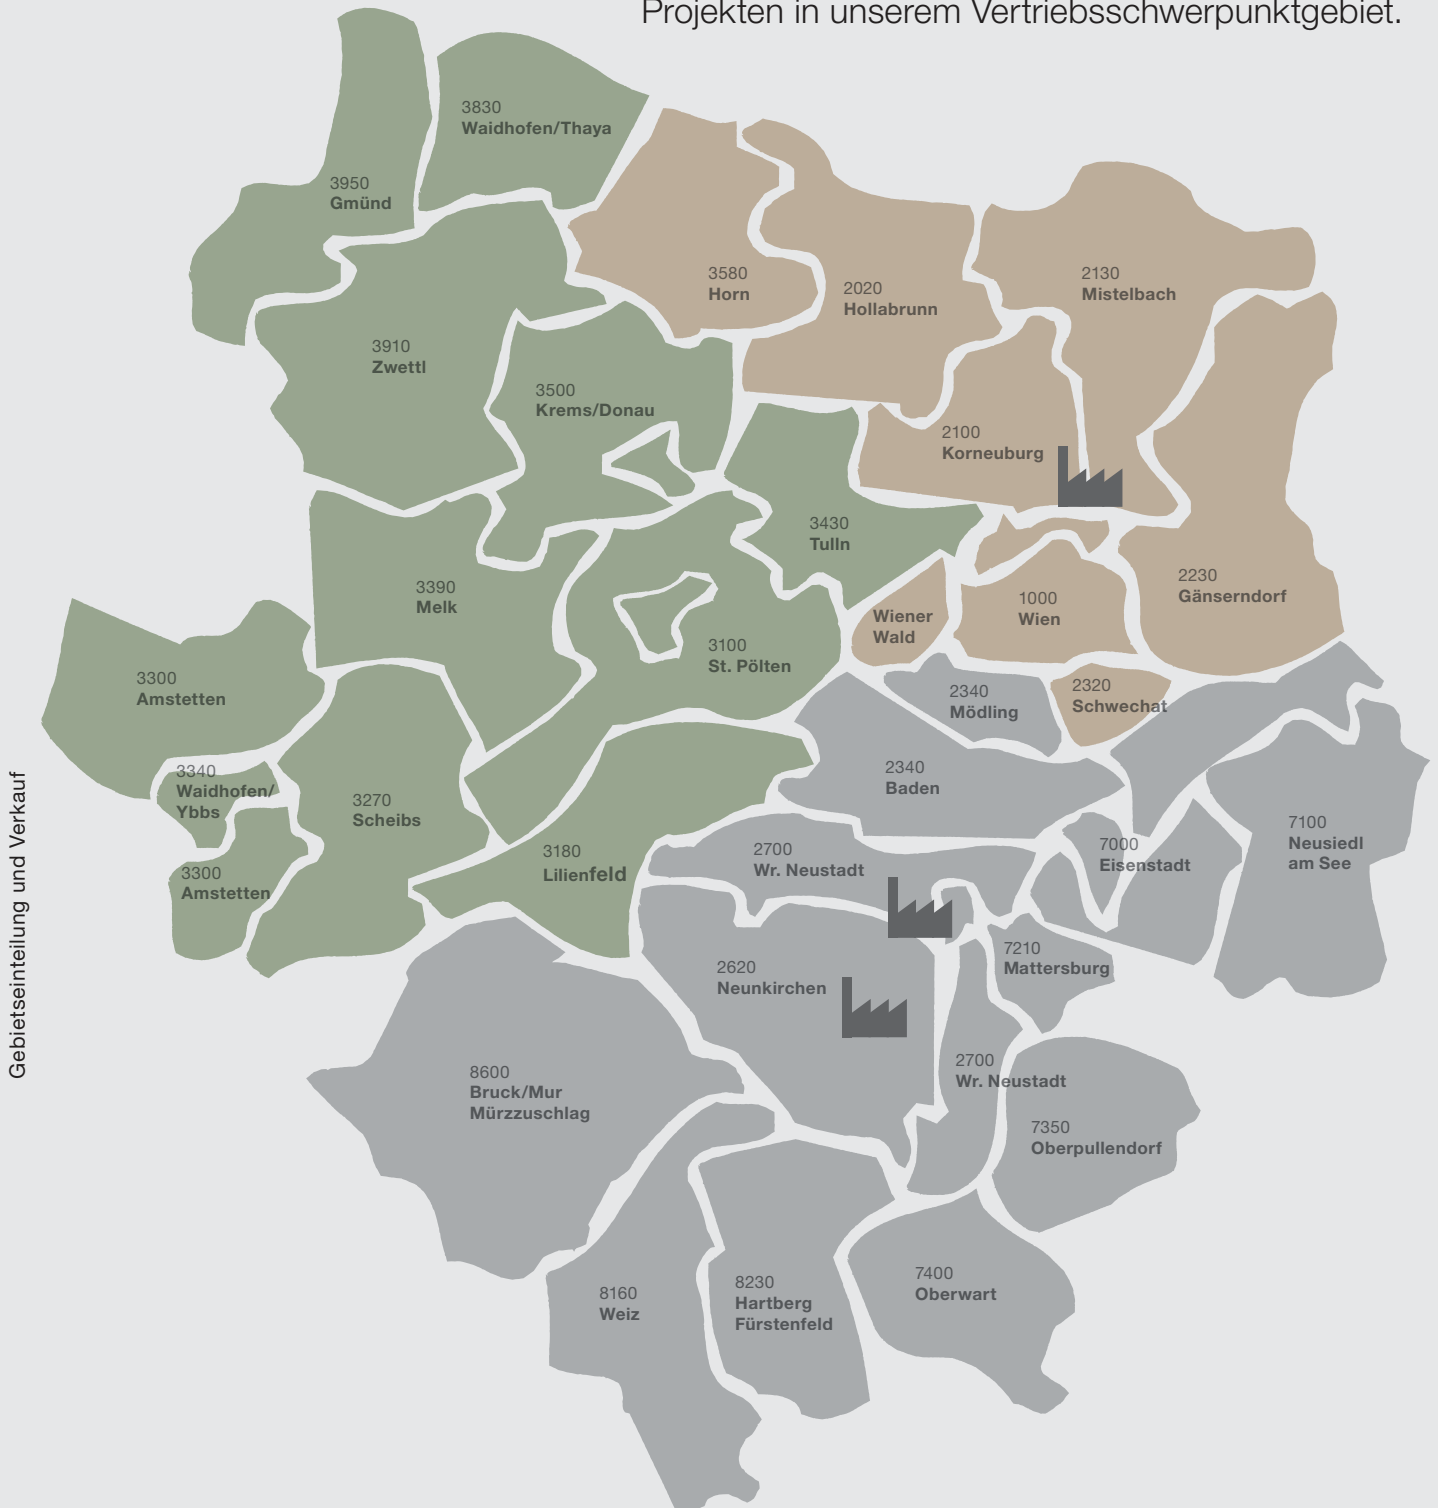 Projekten in unserem Vertriebsschwerpunktgebiet.
3830
Waidhofen/Thaya
3950
Gmünd
3580
Horn
2020
Hollabrunn
2130
Mistelbach
3910
Zwettl
3500
Krems/Donau
2100
Korneuburg
3430
Tulln
3390
Melk
2230
Gänserndorf
1000
Wien
Wiener
Wald
3100
St. Pölten
3300
Amstetten
2340
Mödling
2320
Schwechat
3340
Waidhofen/
Ybbs
3270
Scheibs
2340
Baden
7100
Neusiedl
am See
3180
Lilienfeld
2700
Wr. Neustadt
7000
Eisenstadt
3300
Amstetten
2620
Neunkirchen
7210
Mattersburg
8600
Bruck/Mur
Mürzzuschlag
2700
Wr. Neustadt
7350
Oberpullendorf
8160
Weiz
8230
Hartberg
Fürstenfeld
7400
Oberwart
Gebietseinteilung und Verkauf